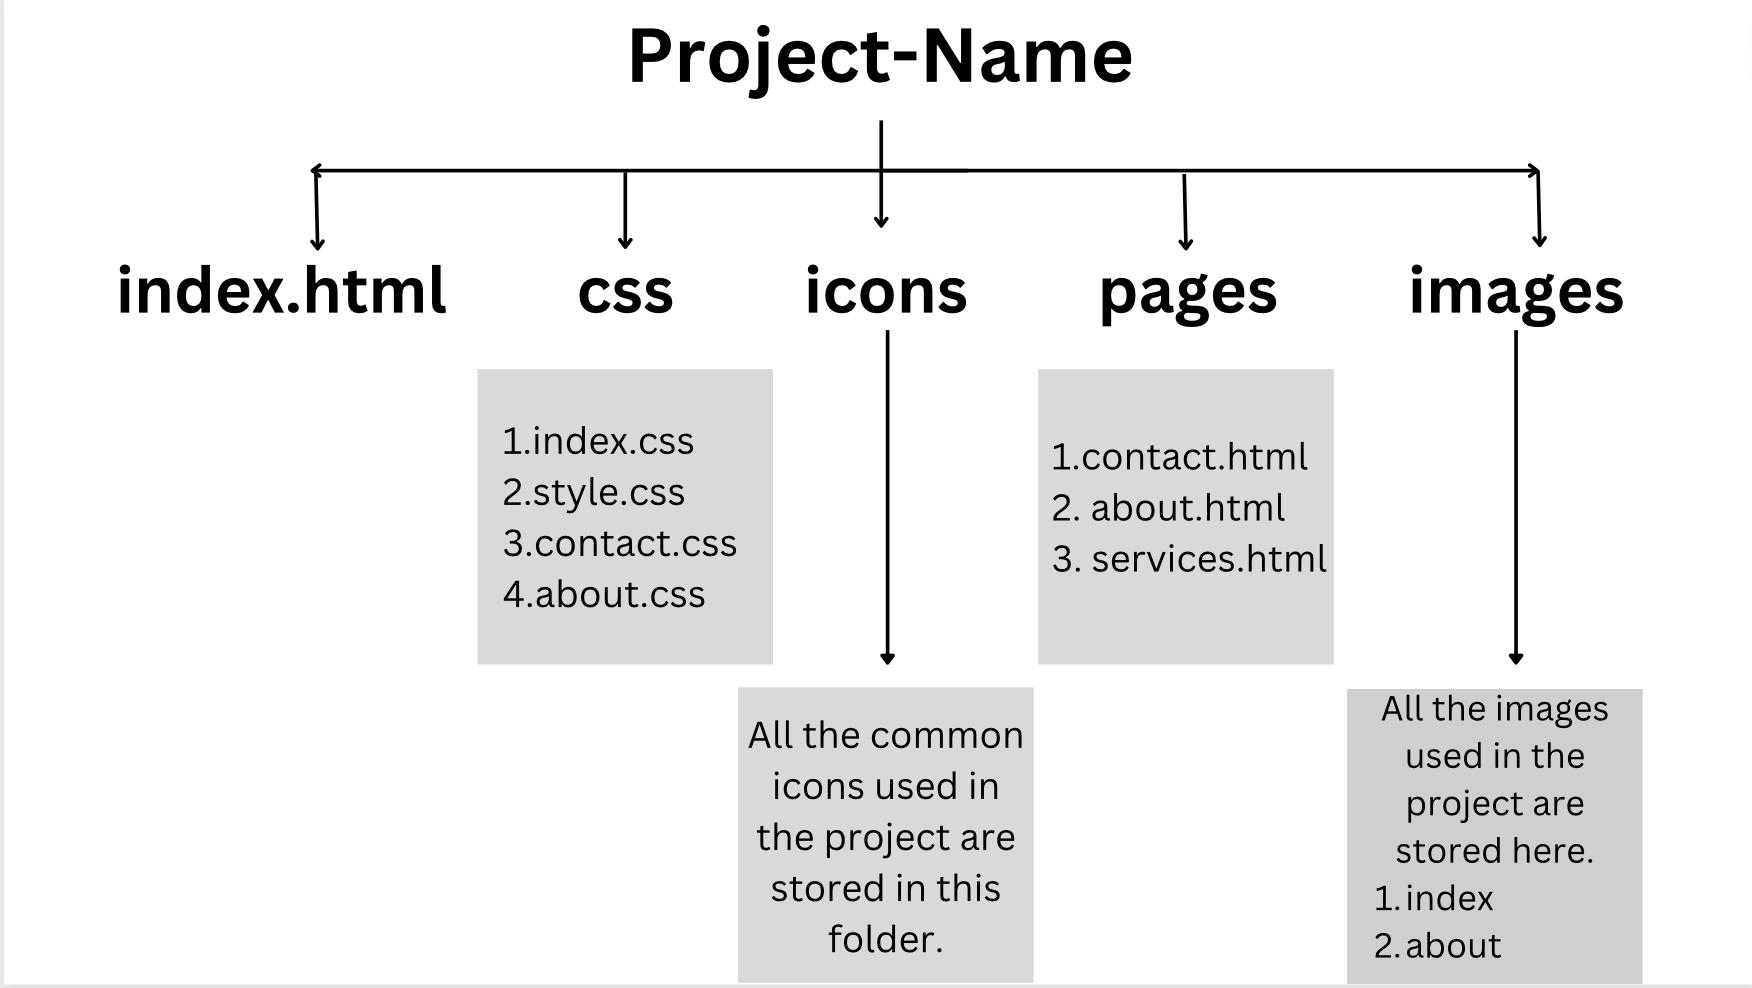 Project-Name
index.html
css
icons
pages
images
1.index.css
2.style.css
3.contact.css
4.about.css
1.contact.html
2. about.html
3. services.html
All the common
icons used in
the project are
stored in this
folder.
All the images
used in the
project are
stored here.
1. index
2. about